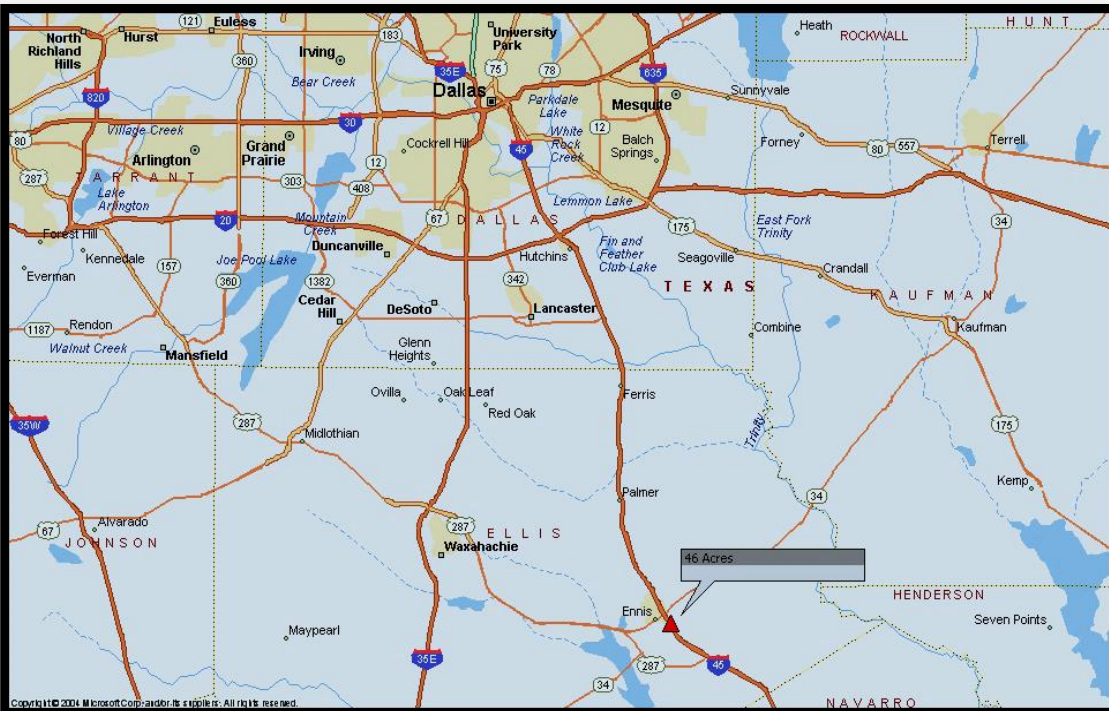 121
Euless
North
Richland
Hills
Hurst
183
Irving
University
Park
Heath
HUNT
ROCKWALL
360
Bear Creek
35E
75
78
635
820
Dallas
Parkdale
Lake
Mesquite
Sunnyvale
Village Creek
30
80
Arlington
Grand
Prairie
12
Cockrell Hill
45
White
Rock
Creek
12
Balch
Springs
Forney
80
557
Terrell
287
TARRANT
303
408
Lake
Arlington
20
Mountain
Creek
67
DALLAS
Lemmon Lake
175
East Fork
Trinity
34
Forest Hill
Kennedale
Everman
157
Joe Pool Lake
360
Duncanville
1382
Hutchins
Fin and
Feather
Club Lake
Seagoville
Crandall
342
TEXAS
KAUFMAN
Cedar
Hill
DeSoto
Lancaster
1187
Rendon
Walnut Creek
Mansfield
Glenn
Heights
Combine
Kaufman
Ovilla
Oak Leaf
Red Oak
Ferris
35W
287
Midlothian
Trinity
175
Palmer
34
Kemp
67
Alvarado
JOHNSON
287
ELLIS
Waxahachie
46 Acres
HENDERSON
Seven Points
Ennis
Maypearl
35E
287
45
34
NAVARRO
Copyright © 2004 Microsoft Corp. and/or its suppliers. All rights reserved.